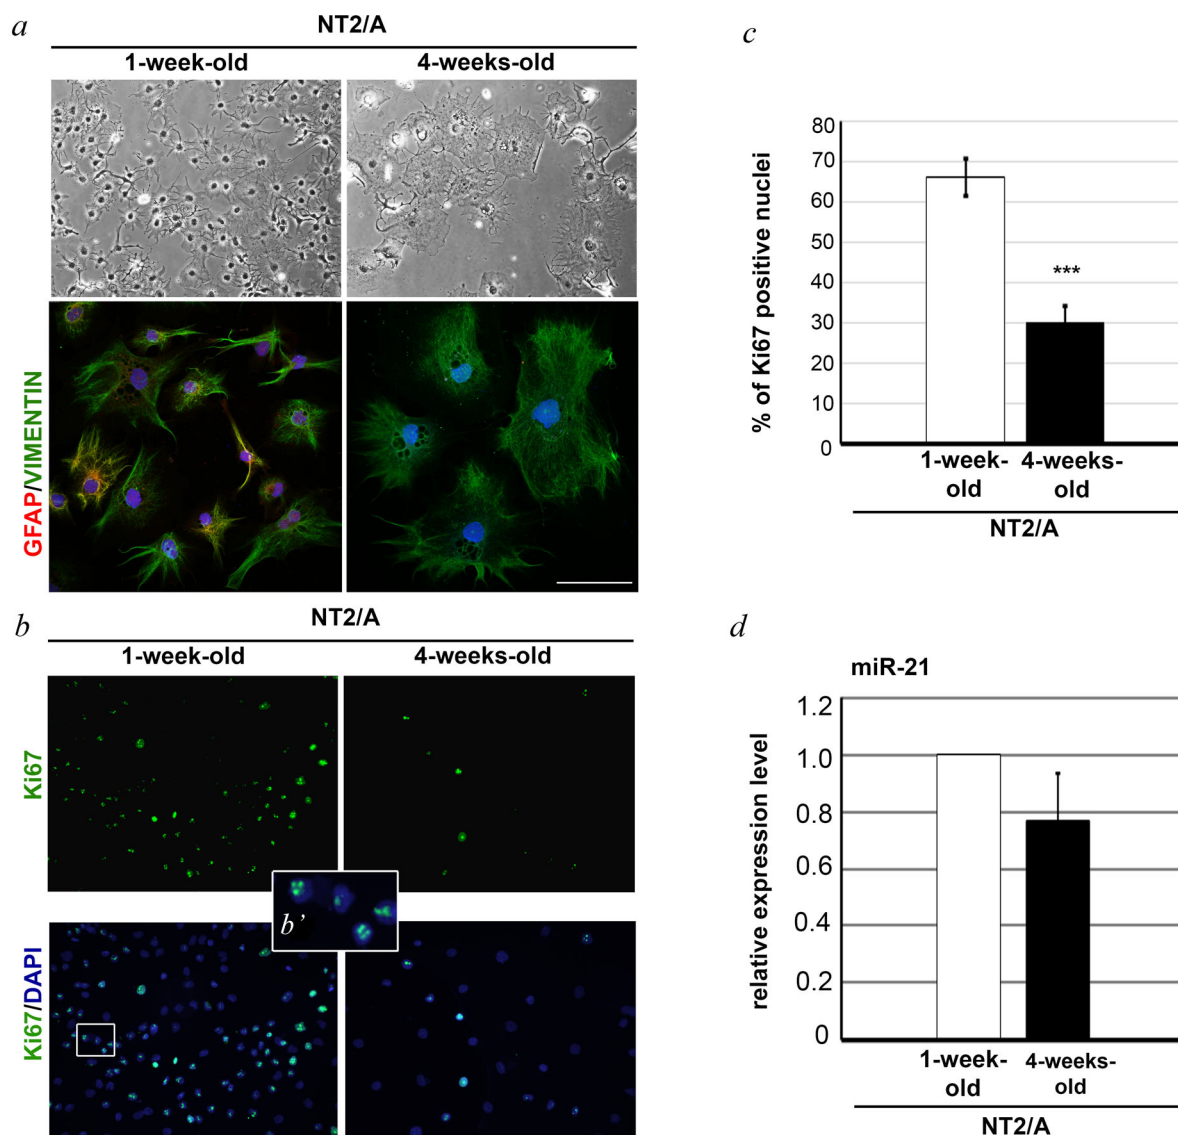 a
NT2/A
1-week-old 4-weeks-old
GFAP/VIMENTIN
b
NT2/A
1-week-old 4-weeks-old
Ki67
b’
Ki67/DAPI
c
% of Ki67 positive nuclei
80
70
60
50
40
30
20
10
0
***
1-week-
old
4-weeks-
old
NT2/A
d
miR-21
relative expression level
1.2
1.0
0.8
0.6
0.4
0.2
0
1-week-
old
4-weeks-
old
NT2/A